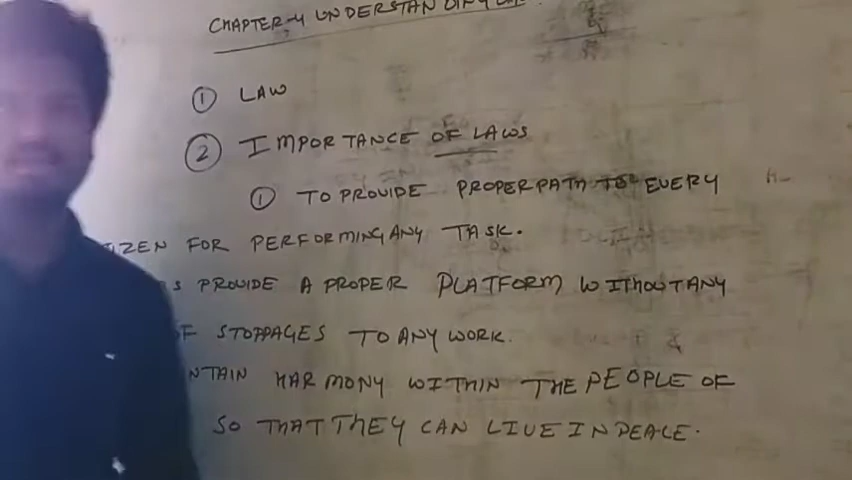 CHAPTER-4 UNDERSTANDING
① LAW
② IMPORTANCE OF LAWS
① TO PROVIDE PROPER PATH TO EVERY
IZEN FOR PERFORMING ANY TASK.
S PROVIDE A PROPER PLATFORM WITHOUT ANY
F STOPPAGES TO ANY WORK.
NTAIN HARMONY WITHIN THE PEOPLE OF
SO THAT THEY CAN LIVE IN PEACE.